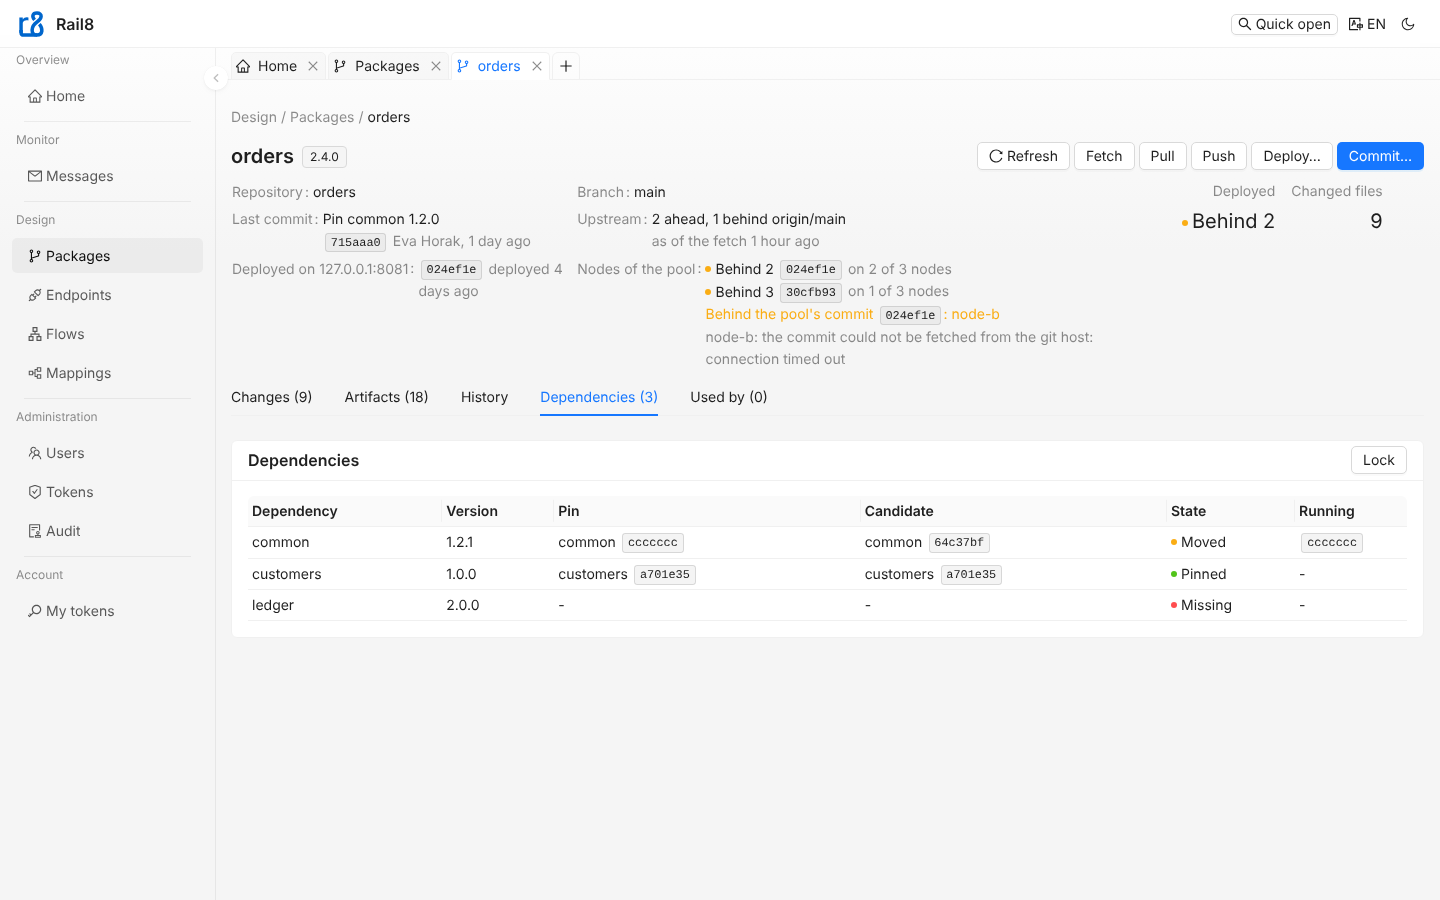 Rail8
Quick open
EN
Overview
Home
Monitor
Messages
Design
Packages
Endpoints
Flows
Mappings
Administration
Users
Tokens
Audit
Account
My tokens
Home
Packages
orders
Design / Packages / orders
orders 2.4.0
Refresh
Fetch
Pull
Push
Deploy...
Commit...
Repository: orders
Branch: main
Deployed
Behind 2
Changed files
9
Last commit: Pin common 1.2.0
715aaa0 Eva Horak, 1 day ago
Upstream: 2 ahead, 1 behind origin/main
as of the fetch 1 hour ago
Deployed on 127.0.0.1:8081: 024ef1e deployed 4
days ago
Nodes of the pool: Behind 2 024ef1e on 2 of 3 nodes
Behind 3 30cfb93 on 1 of 3 nodes
Behind the pool's commit 024ef1e : node-b
node-b: the commit could not be fetched from the git host:
connection timed out
Changes (9)
Artifacts (18)
History
Dependencies (3)
Used by (0)
Dependencies
Lock
Dependency Version Pin Candidate State Running
common 1.2.1 common ccccccc common 64c37bf Moved ccccccc
customers 1.0.0 customers a701e35 customers a701e35 Pinned -
ledger 2.0.0 - - Missing -